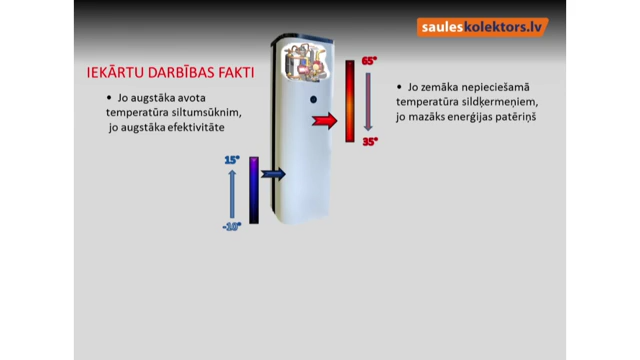 sauleskolektors.lv
IEKĀRTU DARBĪBAS FAKTI
• Jo augstāka avota
temperatūra siltumsūknim,
jo augstāka efektivitāte
65°
• Jo zemāka nepieciešamā
temperatūra sildķermeņiem,
jo mazāks enerģijas patēriņš
35°
15°
-10°